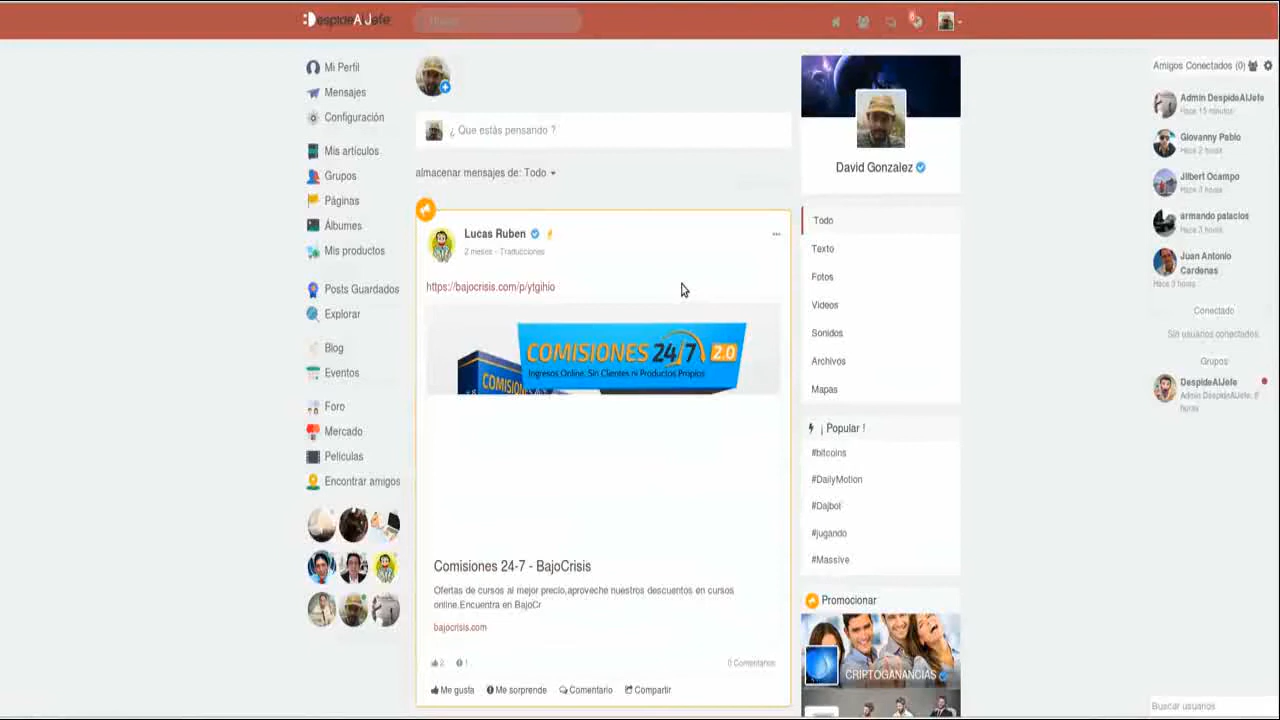 DespideAlJefe
Buscar
6
Mi Perfil
Mensajes
Configuración
Mis artículos
Grupos
Páginas
Álbumes
Mis productos
Posts Guardados
Explorar
Blog
Eventos
Foro
Mercado
Películas
Encontrar amigos
¿ Que estás pensando ?
almacenar mensajes de: Todo
Lucas Ruben
2 meses - Traducciones
https://bajocrisis.com/p/ytgihio
COMISIONES 24/7 2.0
Ingresos Online. Sin Clientes ni Productos Propios
COMISION
Comisiones 24-7 - BajoCrisis
Ofertas de cursos al mejor precio,aproveche nuestros descuentos en cursos
online.Encuentra en BajoCr
bajocrisis.com
2 1
0 Comentarios
Me gusta Me sorprende Comentario Compartir
David Gonzalez
Todo
Texto
Fotos
Videos
Sonidos
Archivos
Mapas
¡ Popular !
#bitcoins
#DailyMotion
#Dajbot
#jugando
#Massive
Promocionar
CRIPTOGANANCIAS
Amigos Conectados (0)
Admin DespideAlJefe
Hace 15 minutos
Giovanny Pabio
Hace 2 horas
Jilbert Ocampo
Hace 3 horas
armando palacios
Hace 3 horas
Juan Antonio
Cardenas
Hace 3 horas
Conectado
Sin usuarios conectados.
Grupos
DespideAlJefe
Admin DespideAlJefe,
horas
Buscar usuarios